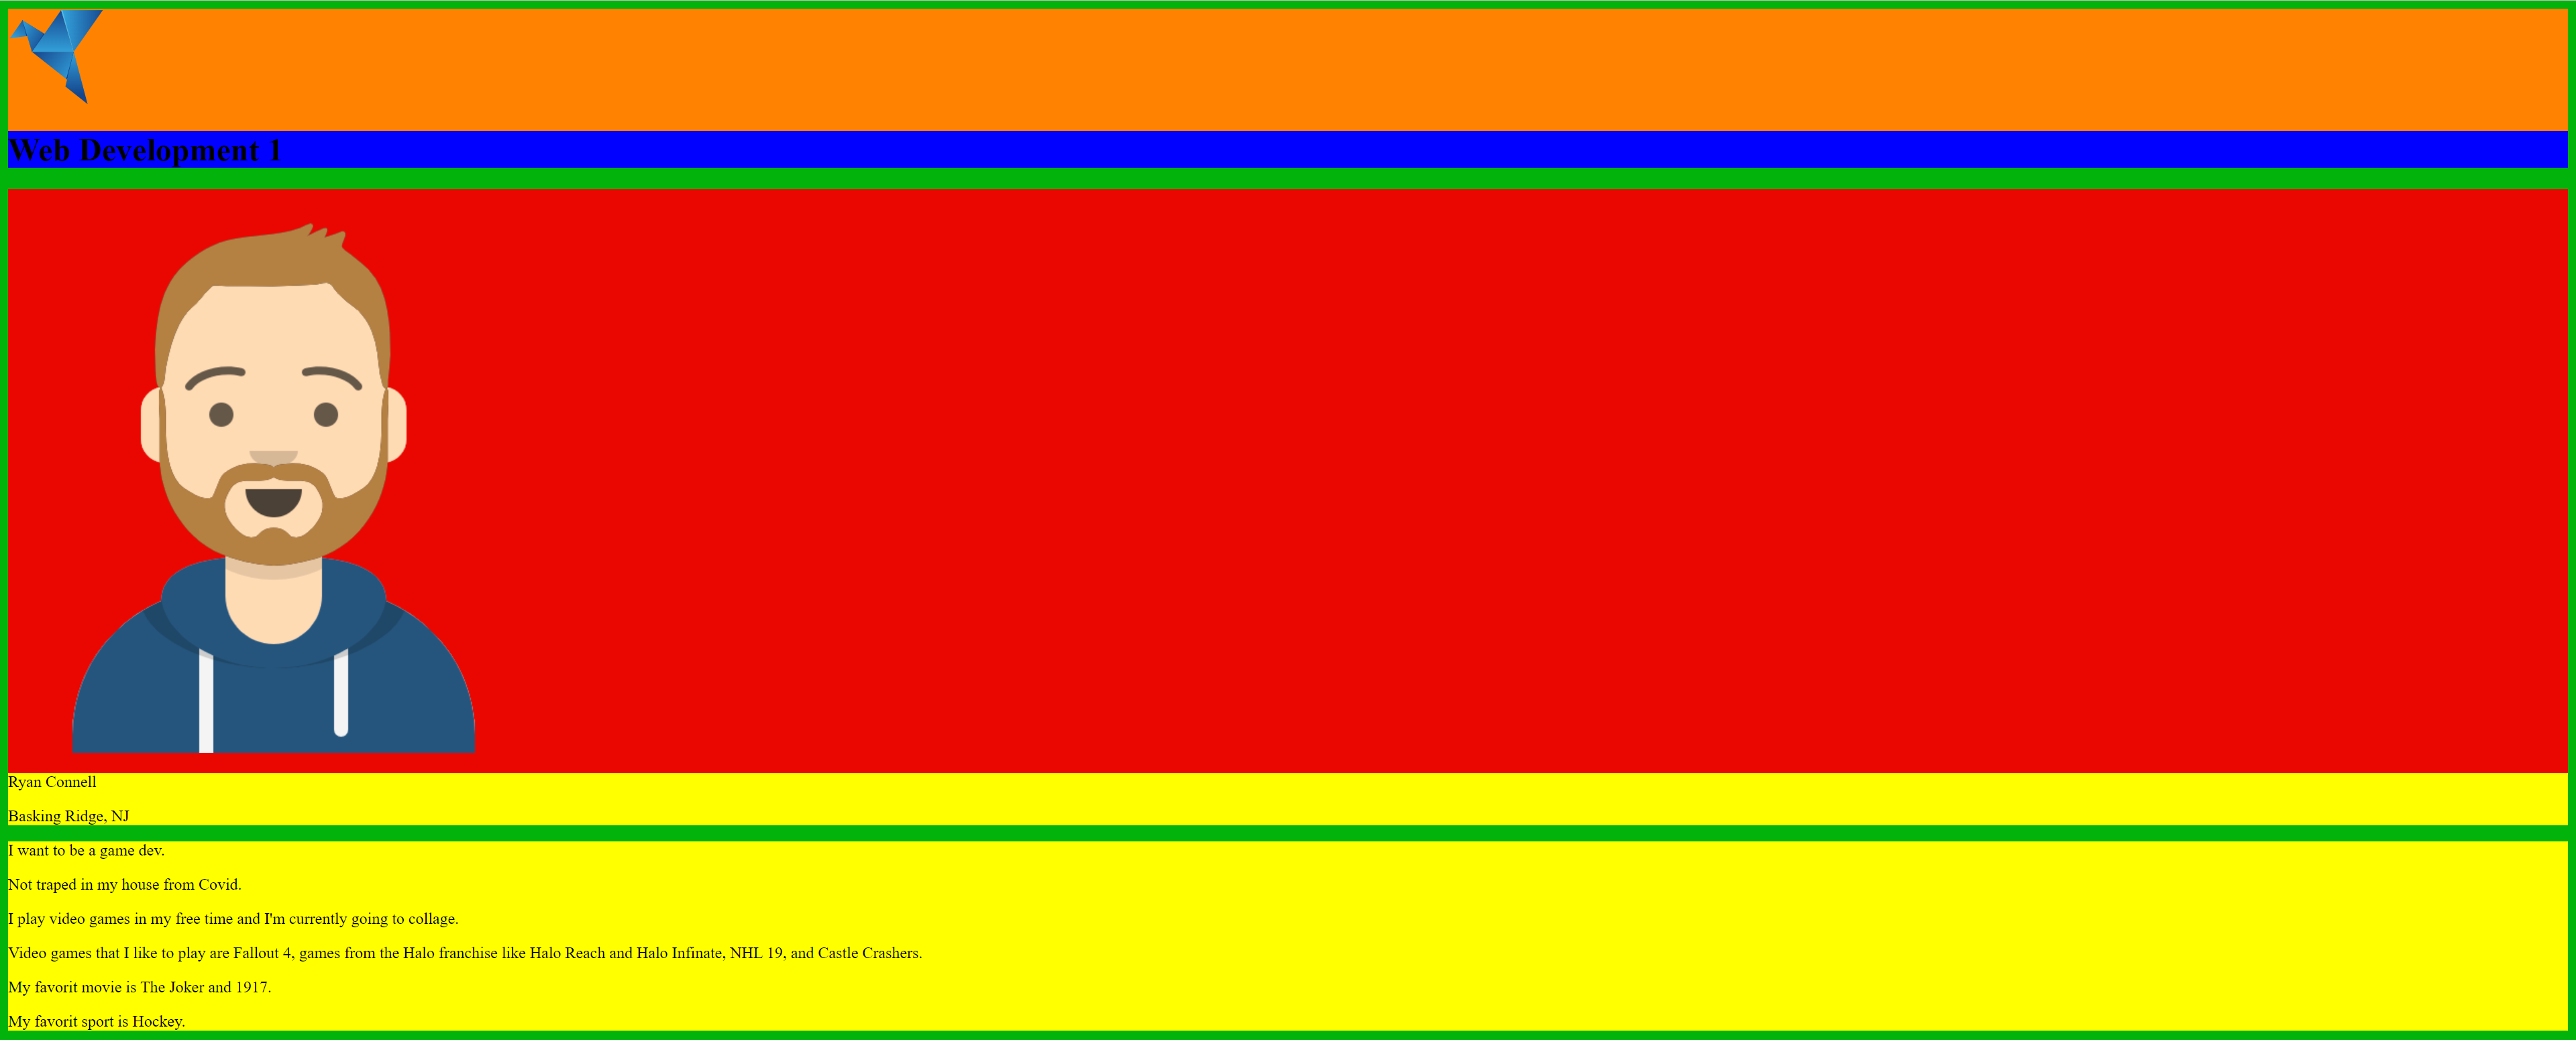 Web Development 1
Ryan Connell
Basking Ridge, NJ
I want to be a game dev.
Not traped in my house from Covid.
I play video games in my free time and I'm currently going to collage.
Video games that I like to play are Fallout 4, games from the Halo franchise like Halo Reach and Halo Infinate, NHL 19, and Castle Crashers.
My favorit movie is The Joker and 1917.
My favorit sport is Hockey.